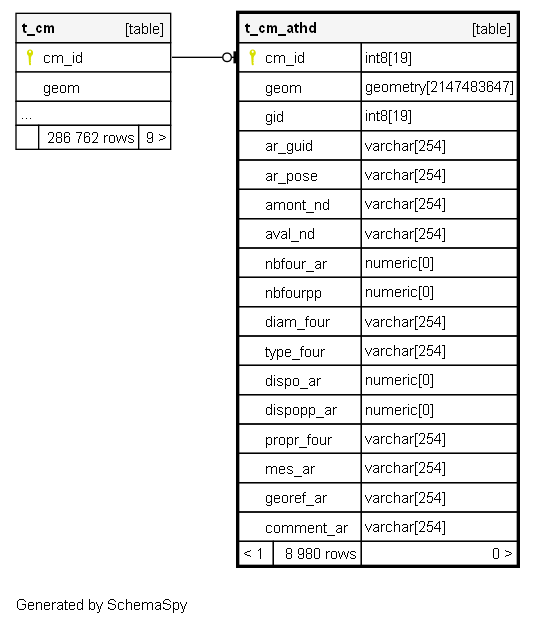 t_cm [table]
cm_id
geom
...
286 762 rows 9 >
t_cm_athd [table]
cm_id int8[19]
geom geometry[2147483647]
gid int8[19]
ar_guid varchar[254]
ar_pose varchar[254]
amont_nd varchar[254]
aval_nd varchar[254]
nbfour_ar numeric[0]
nbfourpp numeric[0]
diam_four varchar[254]
type_four varchar[254]
dispo_ar numeric[0]
dispopp_ar numeric[0]
propr_four varchar[254]
mes_ar varchar[254]
georef_ar varchar[254]
comment_ar varchar[254]
< 1 8 980 rows 0 >
Generated by SchemaSpy